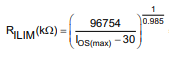 R_ILIM(kΩ) = (96754 / (I_OS(max) − 30))^(1/0.985)